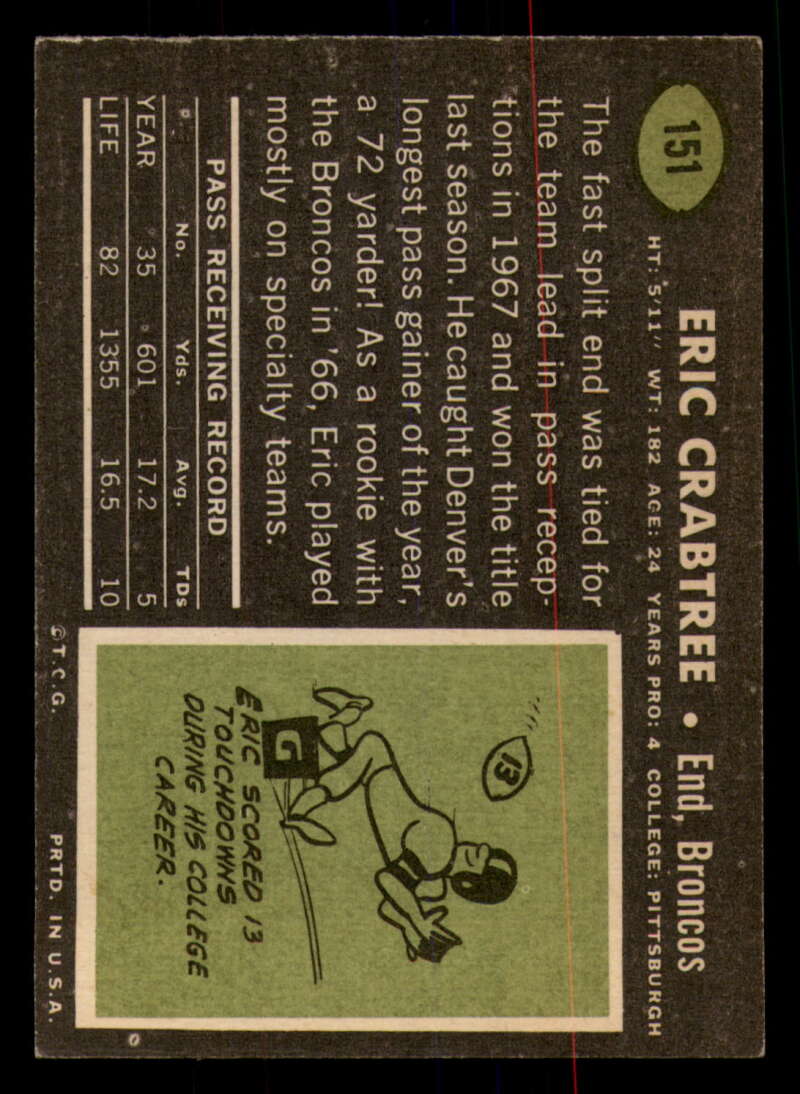 151
ERIC CRABTREE • End, Broncos
HT: 5'11" WT: 182 AGE: 24 YEARS PRO: 4 COLLEGE: PITTSBURGH
The fast split end was tied for
the team lead in pass recep-
tions in 1967 and won the title
last season. He caught Denver's
longest pass gainer of the year,
a 72 yarder! As a rookie with
the Broncos in '66, Eric played
mostly on specialty teams.
PASS RECEIVING RECORD
No. Yds. Avg. TDs
YEAR 35 601 17.2 5
LIFE 82 1355 16.5 10
13
G
ERIC SCORED 13
TOUCHDOWNS
DURING HIS COLLEGE
CAREER.
©T.C.G. PRTD. IN U.S.A.
0